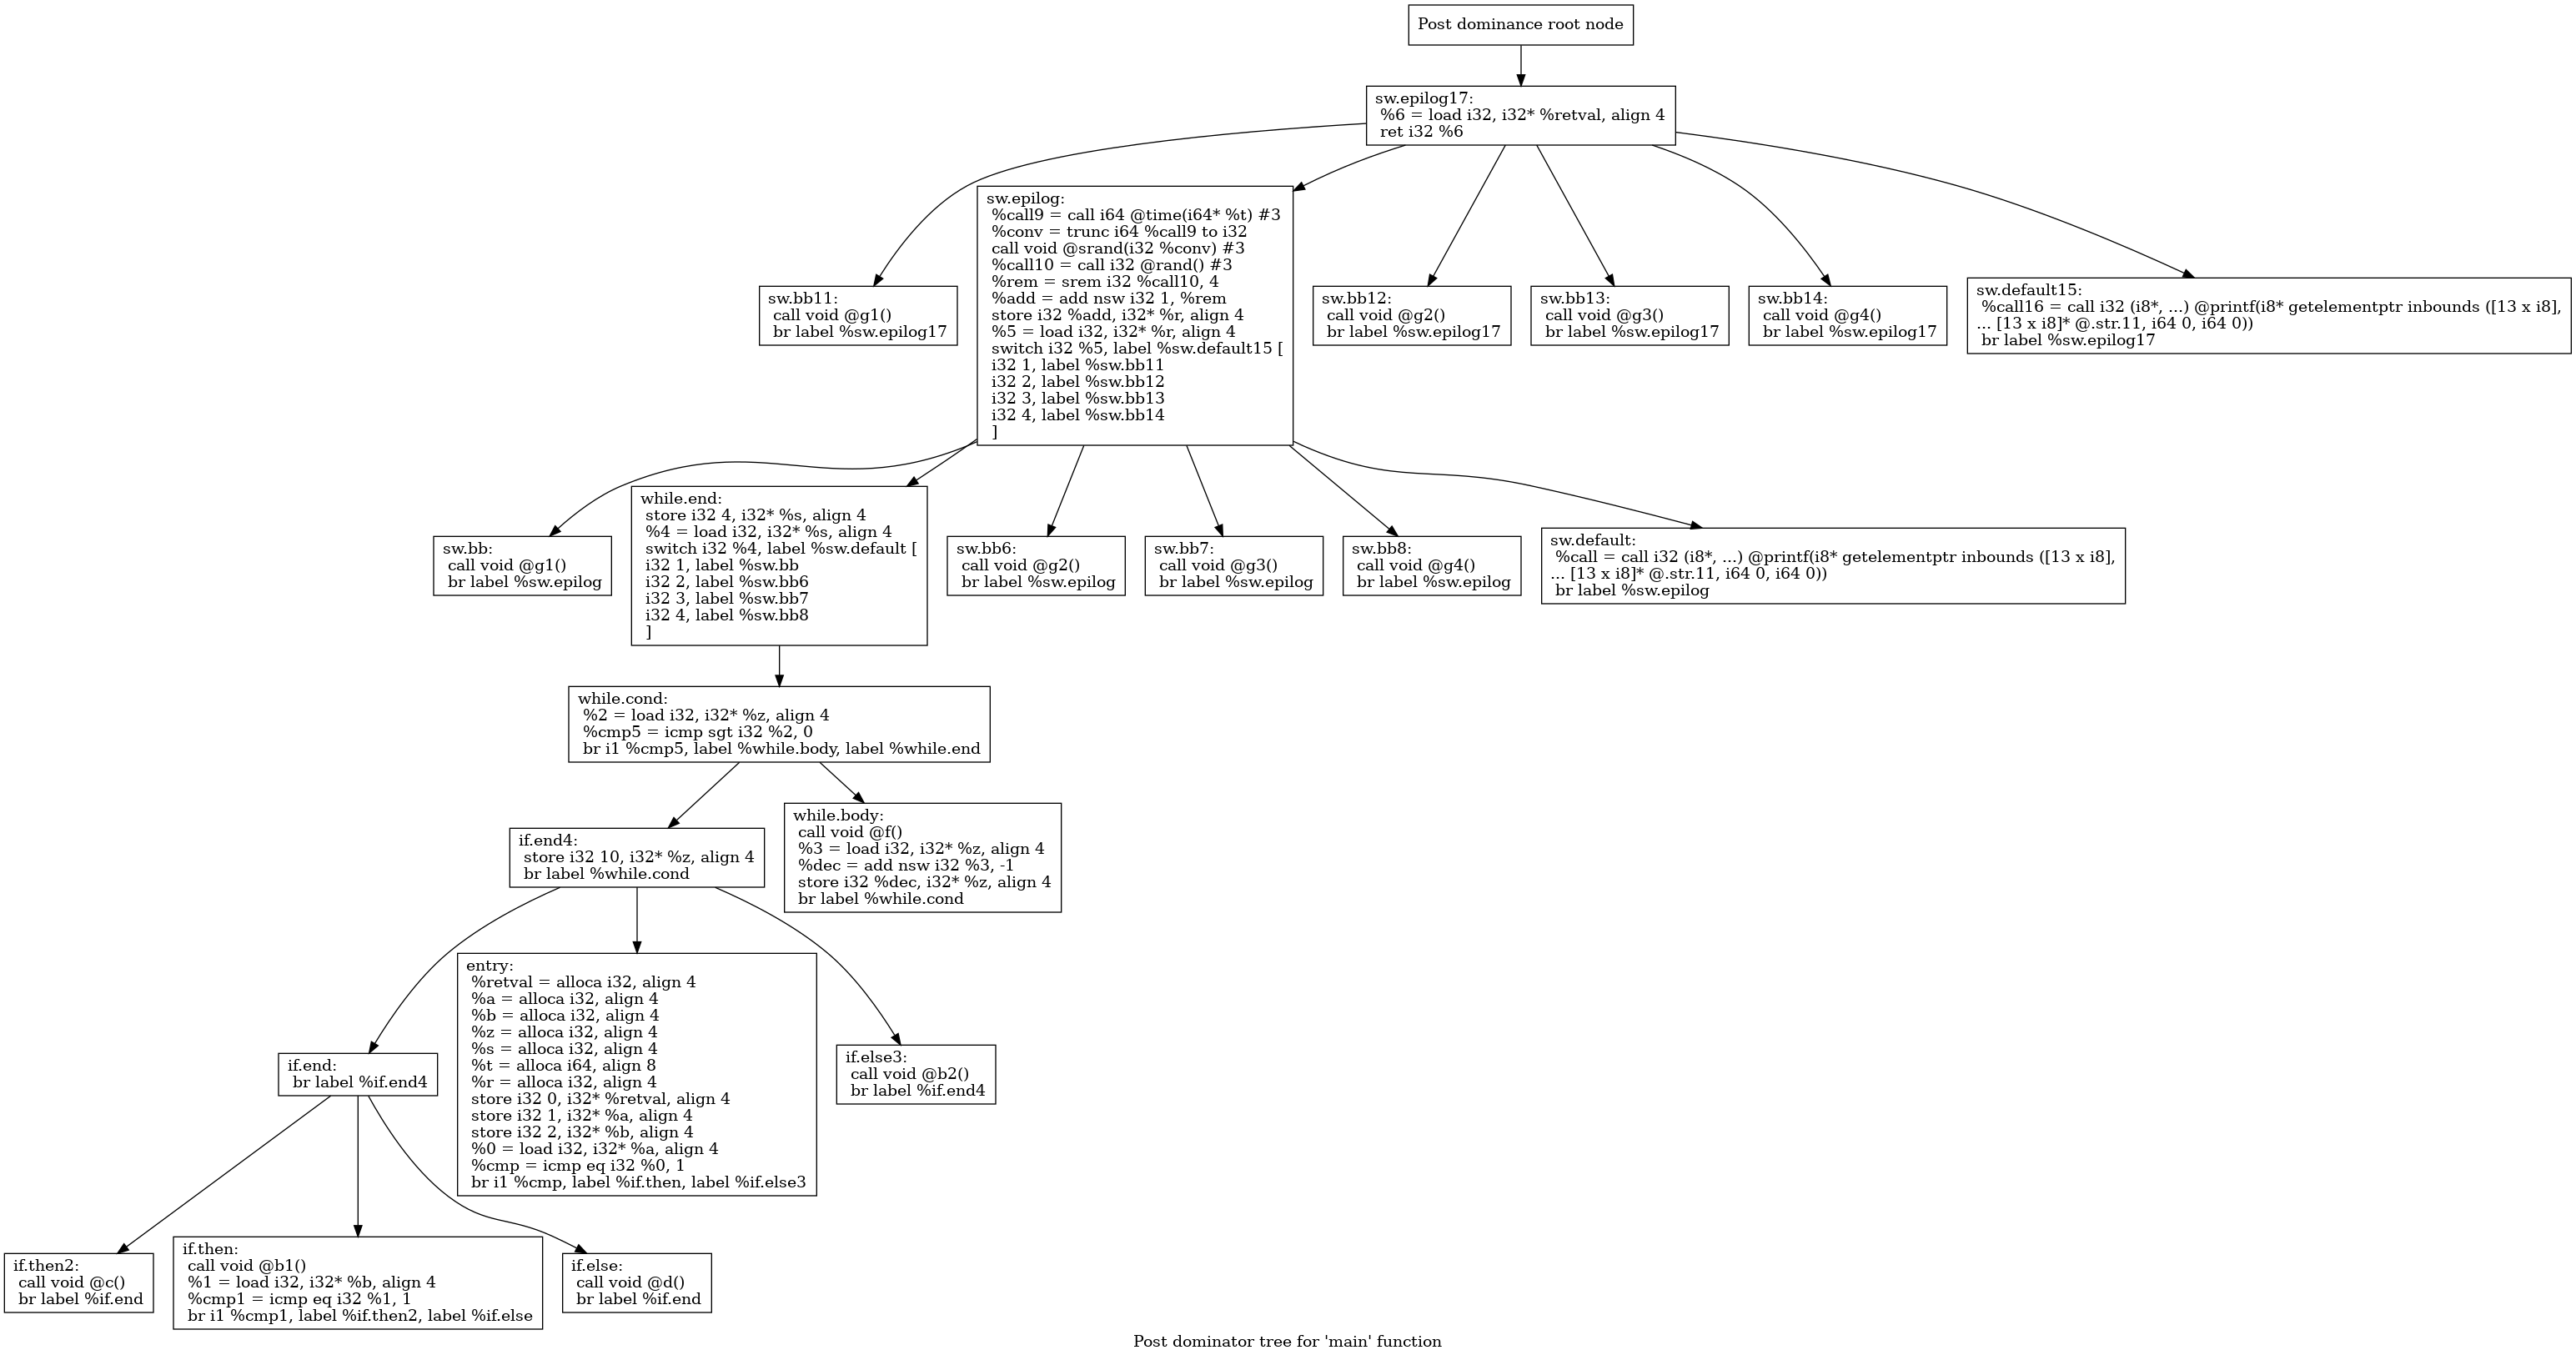 Post dominance root node
sw.epilog17:
%6 = load i32, i32* %retval, align 4
ret i32 %6
sw.bb11:
call void @g1()
br label %sw.epilog17
sw.epilog:
%call9 = call i64 @time(i64* %t) #3
%conv = trunc i64 %call9 to i32
call void @srand(i32 %conv) #3
%call10 = call i32 @rand() #3
%rem = srem i32 %call10, 4
%add = add nsw i32 1, %rem
store i32 %add, i32* %r, align 4
%5 = load i32, i32* %r, align 4
switch i32 %5, label %sw.default15 [
i32 1, label %sw.bb11
i32 2, label %sw.bb12
i32 3, label %sw.bb13
i32 4, label %sw.bb14
]
sw.bb12:
call void @g2()
br label %sw.epilog17
sw.bb13:
call void @g3()
br label %sw.epilog17
sw.bb14:
call void @g4()
br label %sw.epilog17
sw.default15:
%call16 = call i32 (i8*, ...) @printf(i8* getelementptr inbounds ([13 x i8],
... [13 x i8]* @.str.11, i64 0, i64 0))
br label %sw.epilog17
sw.bb:
call void @g1()
br label %sw.epilog
while.end:
store i32 4, i32* %s, align 4
%4 = load i32, i32* %s, align 4
switch i32 %4, label %sw.default [
i32 1, label %sw.bb
i32 2, label %sw.bb6
i32 3, label %sw.bb7
i32 4, label %sw.bb8
]
sw.bb6:
call void @g2()
br label %sw.epilog
sw.bb7:
call void @g3()
br label %sw.epilog
sw.bb8:
call void @g4()
br label %sw.epilog
sw.default:
%call = call i32 (i8*, ...) @printf(i8* getelementptr inbounds ([13 x i8],
... [13 x i8]* @.str.11, i64 0, i64 0))
br label %sw.epilog
while.cond:
%2 = load i32, i32* %z, align 4
%cmp5 = icmp sgt i32 %2, 0
br i1 %cmp5, label %while.body, label %while.end
if.end4:
store i32 10, i32* %z, align 4
br label %while.cond
while.body:
call void @f()
%3 = load i32, i32* %z, align 4
%dec = add nsw i32 %3, -1
store i32 %dec, i32* %z, align 4
br label %while.cond
if.end:
br label %if.end4
entry:
%retval = alloca i32, align 4
%a = alloca i32, align 4
%b = alloca i32, align 4
%z = alloca i32, align 4
%s = alloca i32, align 4
%t = alloca i64, align 8
%r = alloca i32, align 4
store i32 0, i32* %retval, align 4
store i32 1, i32* %a, align 4
store i32 2, i32* %b, align 4
%0 = load i32, i32* %a, align 4
%cmp = icmp eq i32 %0, 1
br i1 %cmp, label %if.then, label %if.else3
if.else3:
call void @b2()
br label %if.end4
if.then2:
call void @c()
br label %if.end
if.then:
call void @b1()
%1 = load i32, i32* %b, align 4
%cmp1 = icmp eq i32 %1, 1
br i1 %cmp1, label %if.then2, label %if.else
if.else:
call void @d()
br label %if.end
Post dominator tree for 'main' function